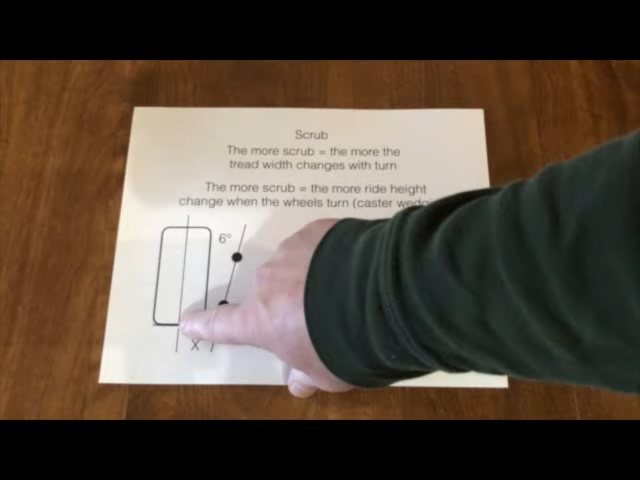 Scrub
The more scrub = the more the
tread width changes with turn
The more scrub = the more ride height
change when the wheels turn (caster
6°
X